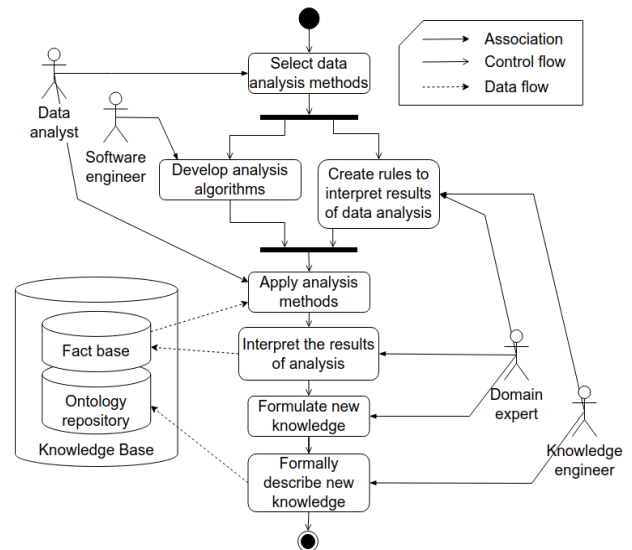 Select data
analysis methods
Association
Control flow
Data flow
Data
analyst
Software
engineer
Develop analysis
algorithms
Create rules to
interpret results
of data analysis
Apply analysis
methods
Fact base
Interpret the results
of analysis
Ontology
repository
Knowledge Base
Formulate new
knowledge
Domain
expert
Formally
describe new
knowledge
Knowledge
engineer